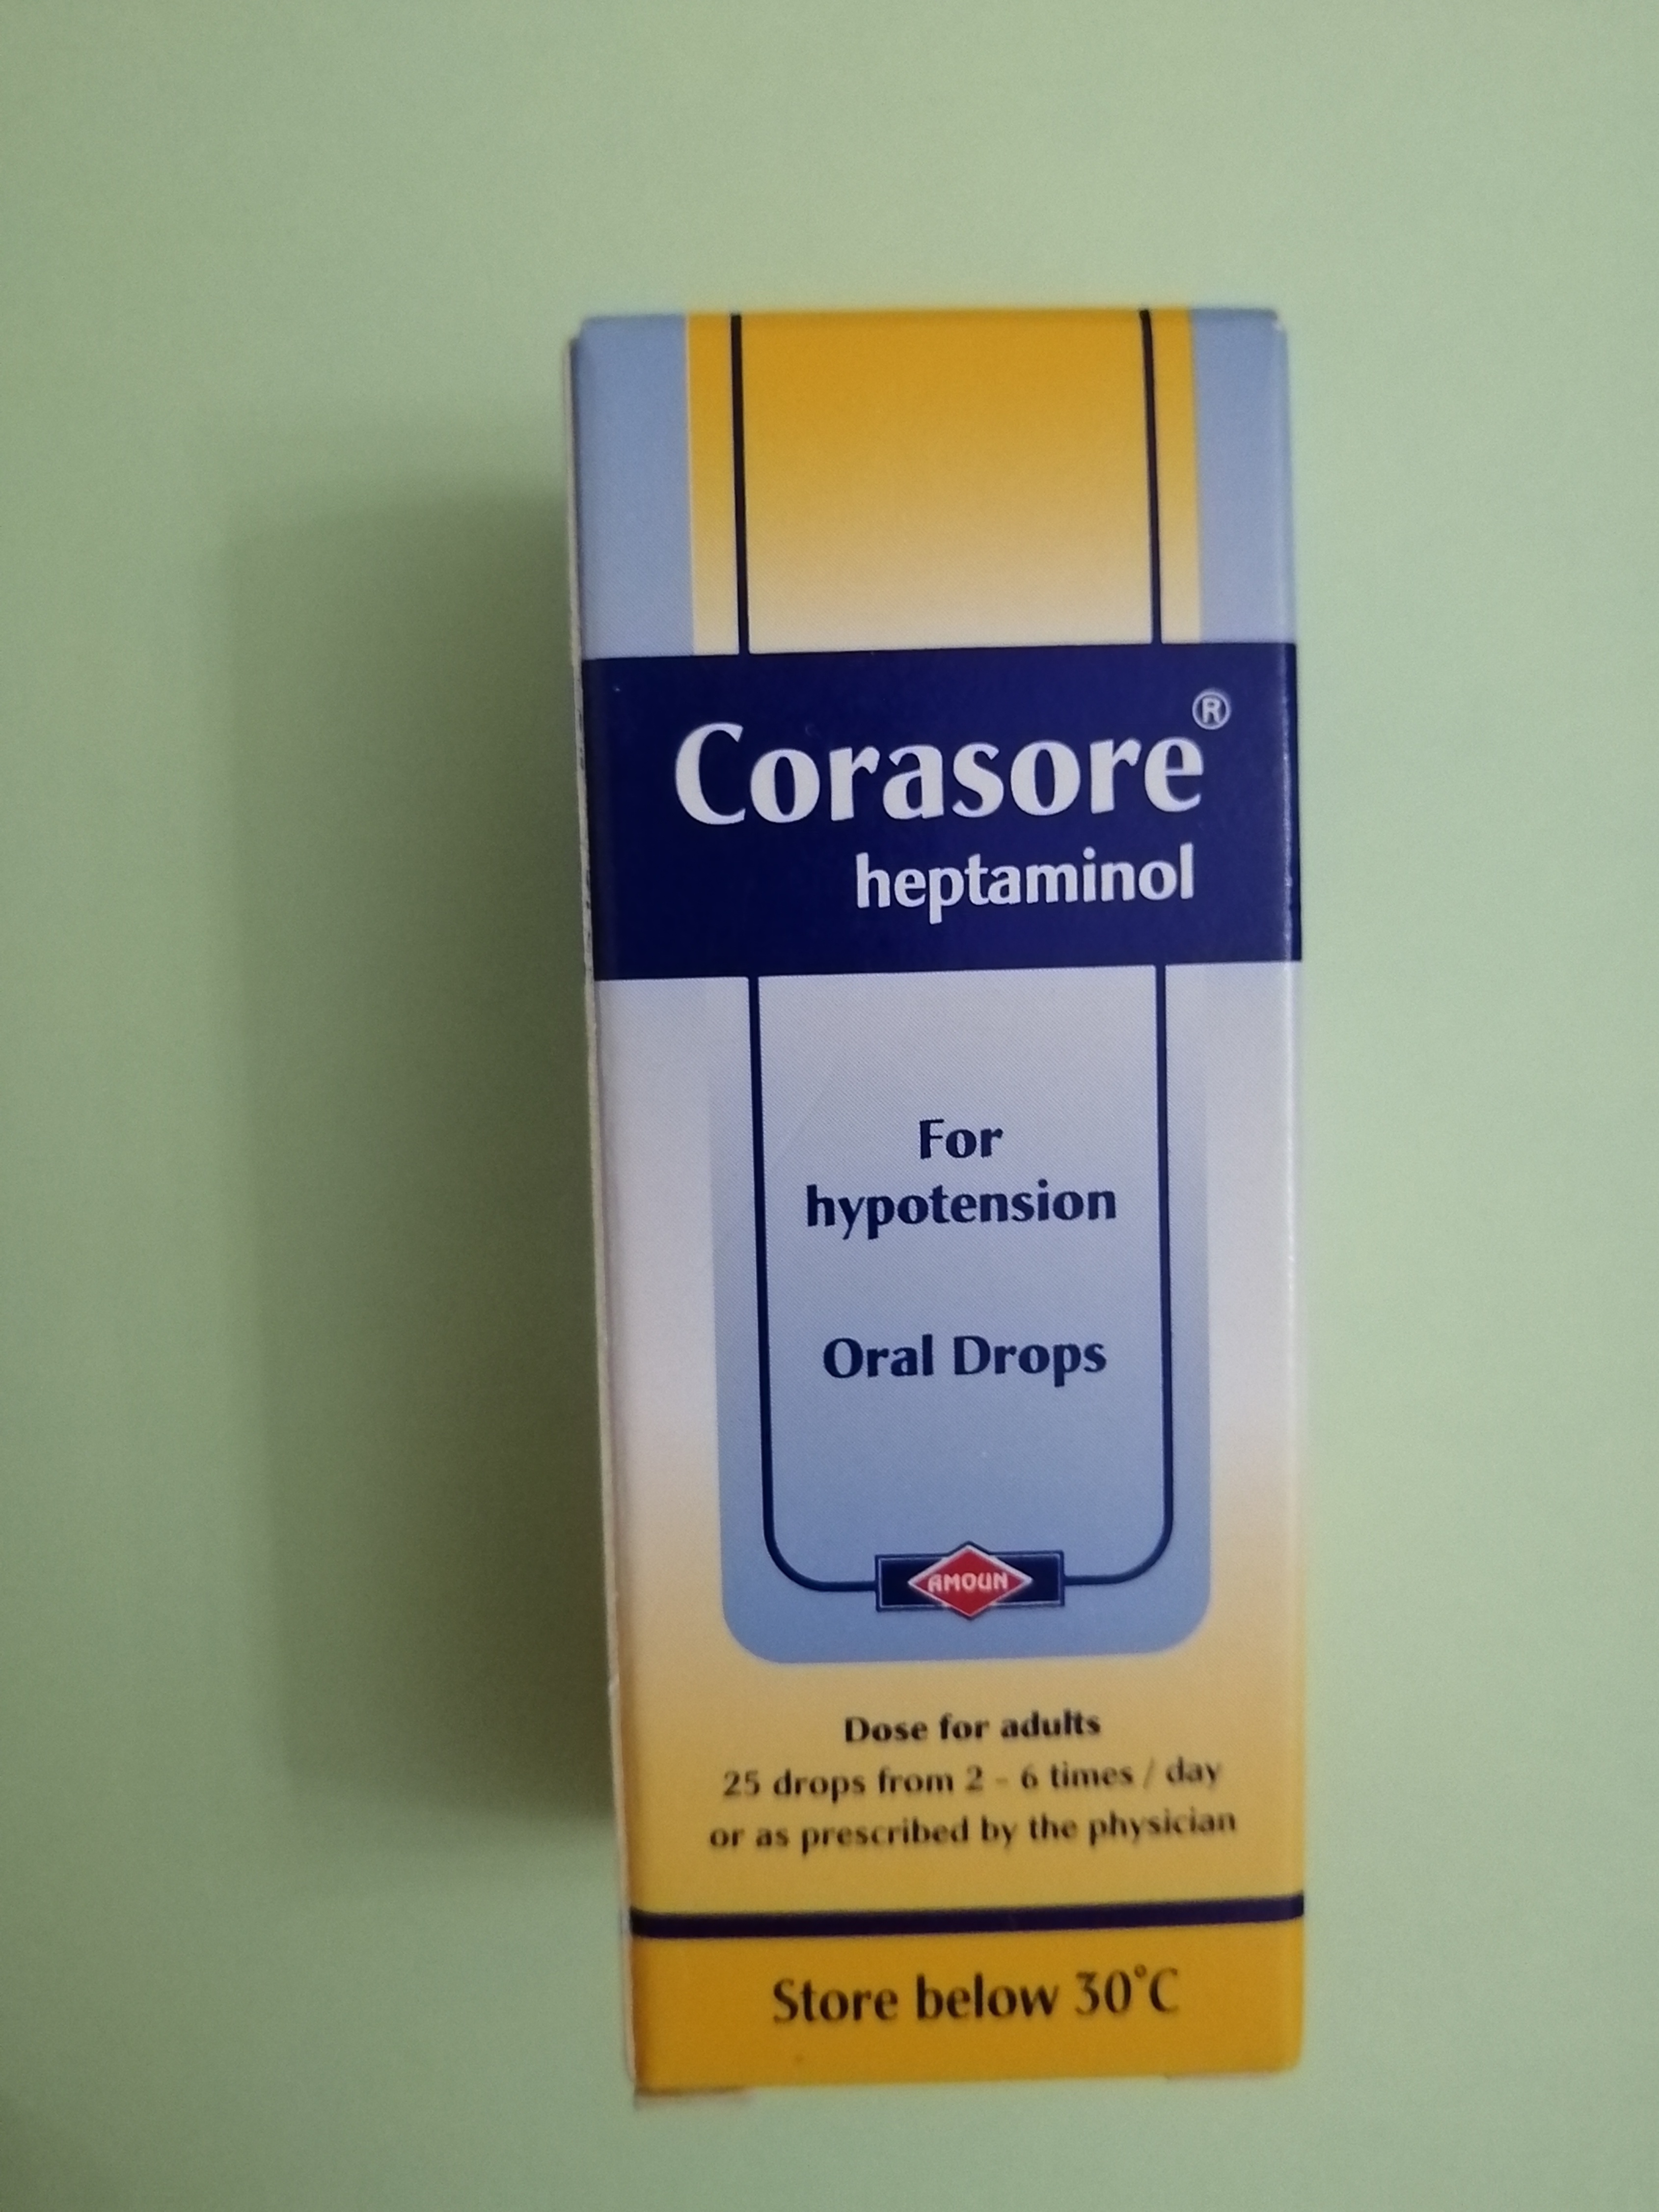 Corasore®
heptaminol
For
hypotension
Oral Drops
AMOUN
Dose for adults
25 drops from 2 - 6 times / day
or as prescribed by the physician
Store below 30°C